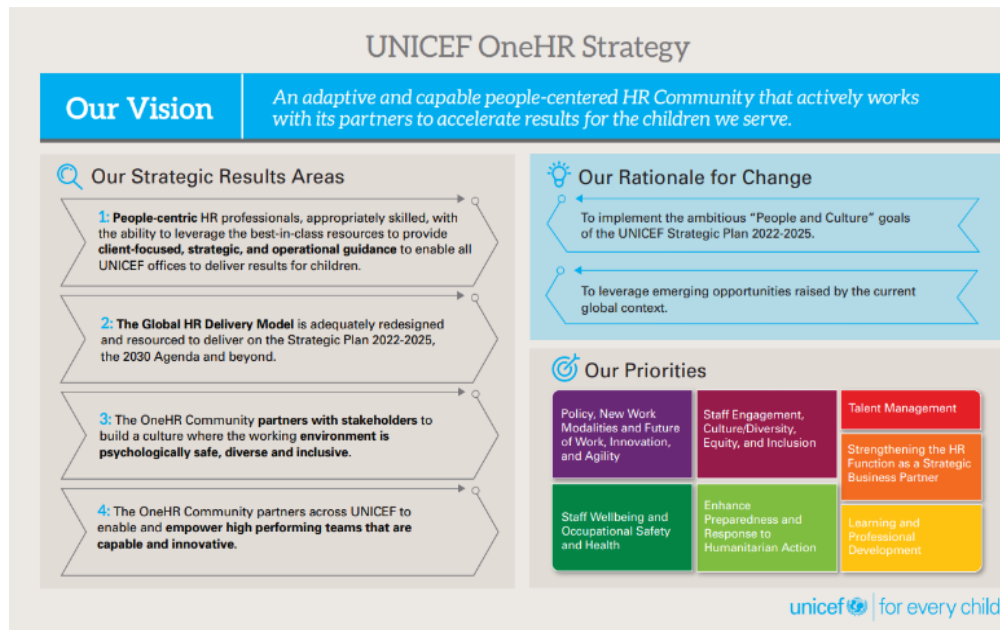 UNICEF OneHR Strategy
Our Vision
An adaptive and capable people-centered HR Community that actively works
with its partners to accelerate results for the children we serve.
Our Strategic Results Areas
1: People-centric HR professionals, appropriately skilled, with
the ability to leverage the best-in-class resources to provide
client-focused, strategic, and operational guidance to enable all
UNICEF offices to deliver results for children.
2: The Global HR Delivery Model is adequately redesigned
and resourced to deliver on the Strategic Plan 2022-2025,
the 2030 Agenda and beyond.
3: The OneHR Community partners with stakeholders to
build a culture where the working environment is
psychologically safe, diverse and inclusive.
4: The OneHR Community partners across UNICEF to
enable and empower high performing teams that are
capable and innovative.
Our Rationale for Change
To implement the ambitious “People and Culture” goals
of the UNICEF Strategic Plan 2022-2025.
To leverage emerging opportunities raised by the current
global context.
Our Priorities
Policy, New Work
Modalities and Future
of Work, Innovation,
and Agility
Staff Engagement,
Culture/Diversity,
Equity, and Inclusion
Talent Management
Strengthening the HR
Function as a Strategic
Business Partner
Staff Wellbeing and
Occupational Safety
and Health
Enhance
Preparedness and
Response to
Humanitarian Action
Learning and
Professional
Development
unicef for every child